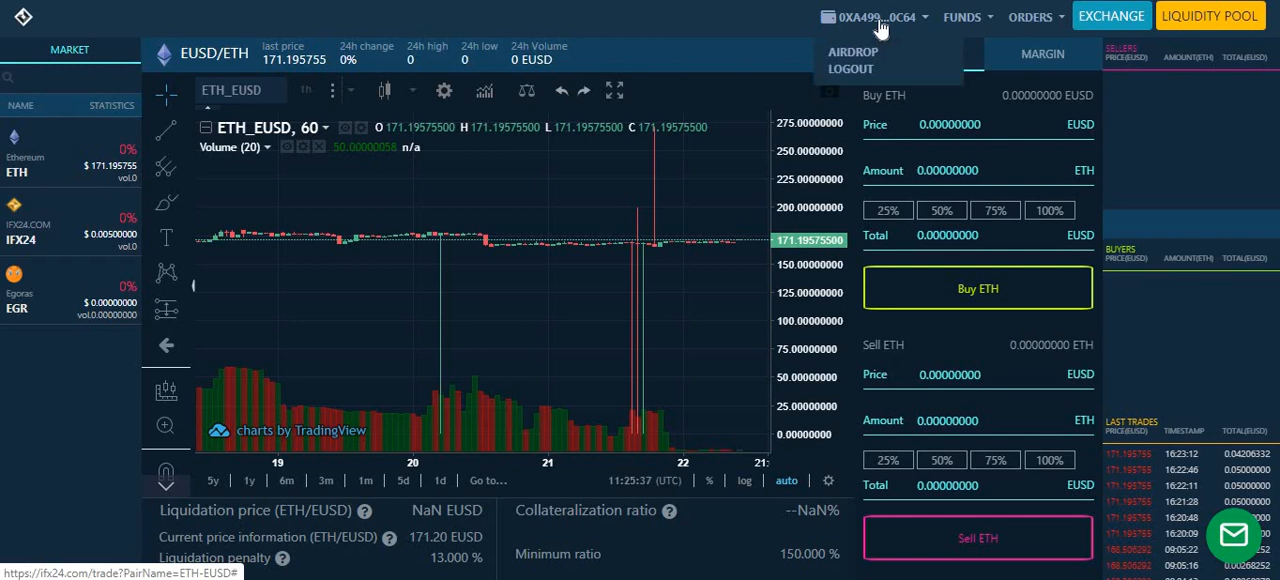 0XA499...0C64 FUNDS ORDERS EXCHANGE LIQUIDITY POOL
AIRDROP
LOGOUT
MARKET
NAME STATISTICS
Ethereum
ETH
0%
$ 171.195755
vol.0
IFX24.COM
IFX24
0%
$ 0.00500000
vol.0
Egoras
EGR
0%
$ 0.00000000
vol.0.00000000
EUSD/ETH
last price
171.195755
24h change
0%
24h high
0
24h low
0
24h Volume
0 EUSD
ETH_EUSD 1h
ETH_EUSD, 60 O 171.19575500 H 171.19575500 L 171.19575500 C 171.19575500
Volume (20) 50.00000058 n/a
275.00000000
250.00000000
225.00000000
200.00000000
171.19575500
150.00000000
125.00000000
100.00000000
75.00000000
50.00000000
25.00000000
0.00000000
charts by TradingView
19 20 21 22 21:
5y 1y 6m 3m 1m 5d 1d Go to... 11:25:37 (UTC) % log auto
Liquidation price (ETH/EUSD) ? NaN EUSD
Current price information (ETH/EUSD) ? 171.20 EUSD
Liquidation penalty ? 13.000 %
Collateralization ratio ? --NaN%
Minimum ratio 150.000 %
MARGIN
Buy ETH 0.00000000 EUSD
Price 0.00000000 EUSD
Amount 0.00000000 ETH
25% 50% 75% 100%
Total 0.00000000 EUSD
Buy ETH
Sell ETH 0.00000000 ETH
Price 0.00000000 EUSD
Amount 0.00000000 ETH
25% 50% 75% 100%
Total 0.00000000 EUSD
Sell ETH
SELLERS
PRICE(EUSD) AMOUNT(ETH) TOTAL(EUSD)
BUYERS
PRICE(EUSD) AMOUNT(ETH) TOTAL(EUSD)
LAST TRADES
PRICE(EUSD) TIMESTAMP TOTAL(EUSD)
171.195755 16:23:12 0.04206332
171.195755 16:22:46 0.05000000
171.195755 16:22:11 0.05000000
171.195755 16:21:28 0.05000000
171.195755 16:20:48
171.195755 16:20:09
168.506292 09:05:22
168.506292 09:05:16
https://ifx24.com/trade?PairName=ETH-EUSD#